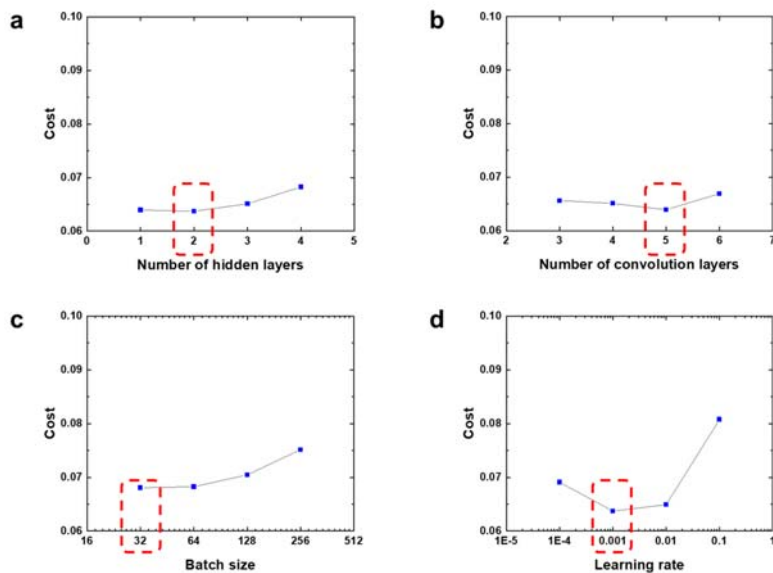 a
0.10
0.09
0.08
0.07
0.06
Cost
0 1 2 3 4 5
Number of hidden layers
b
0.10
0.09
0.08
0.07
0.06
Cost
2 3 4 5 6 7
Number of convolution layers
c
0.10
0.09
0.08
0.07
0.06
Cost
16 32 64 128 256 512
Batch size
d
0.10
0.09
0.08
0.07
0.06
Cost
1E-5 1E-4 0.001 0.01 0.1 1
Learning rate